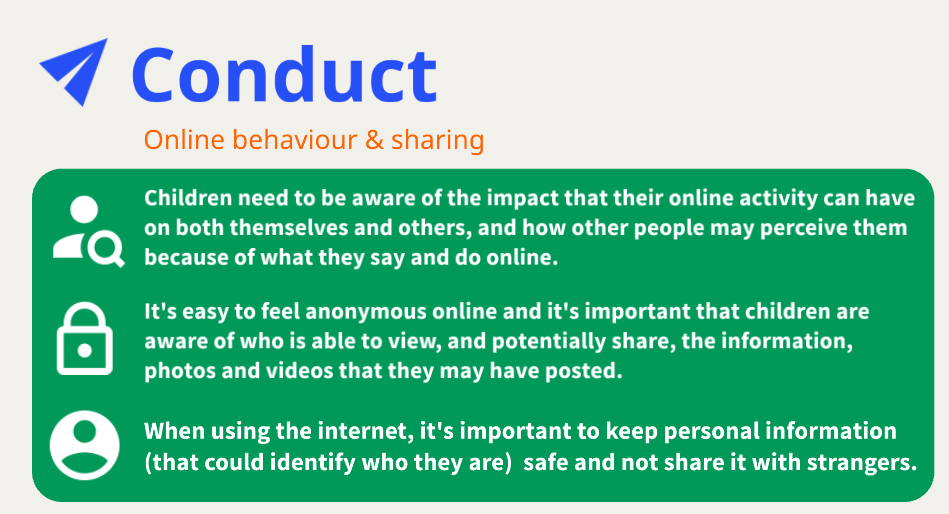 Conduct
Online behaviour & sharing
Children need to be aware of the impact that their online activity can have
on both themselves and others, and how other people may perceive them
because of what they say and do online.
It's easy to feel anonymous online and it's important that children are
aware of who is able to view, and potentially share, the information,
photos and videos that they may have posted.
When using the internet, it's important to keep personal information
(that could identify who they are)  safe and not share it with strangers.